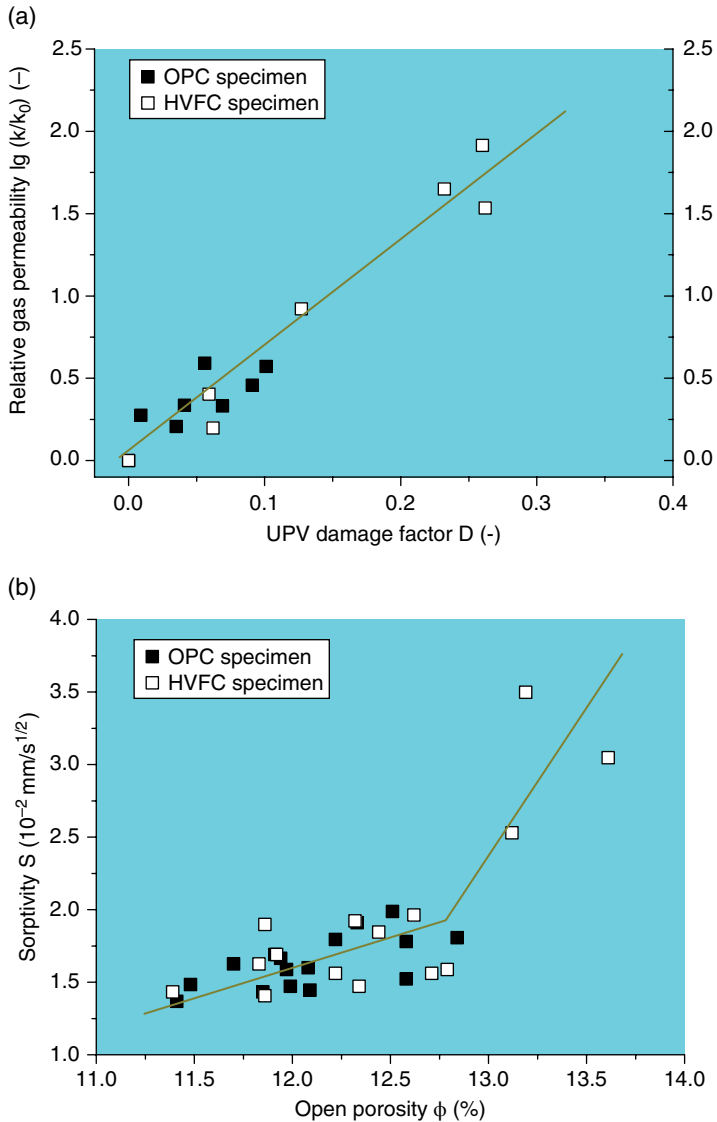 (a)
Relative gas permeability lg (k/k0) (–)
2.5
2.0
1.5
1.0
0.5
0.0
OPC specimen
HVFC specimen
2.5
2.0
1.5
1.0
0.5
0.0
0.0 0.1 0.2 0.3 0.4
UPV damage factor D (-)
(b)
Sorptivity S (10−2 mm/s1/2)
4.0
3.5
3.0
2.5
2.0
1.5
1.0
OPC specimen
HVFC specimen
11.0 11.5 12.0 12.5 13.0 13.5 14.0
Open porosity ϕ (%)